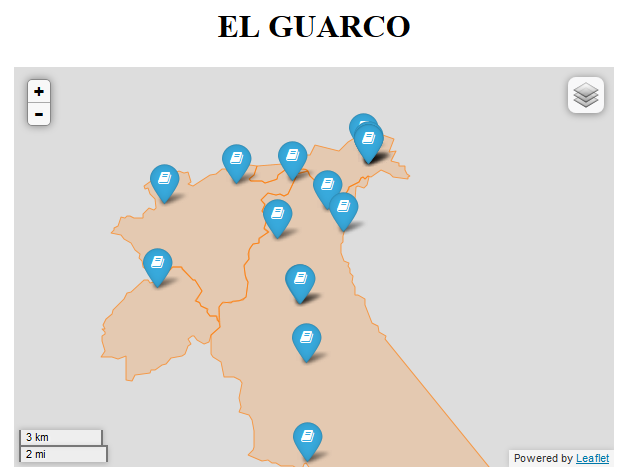 EL GUARCO
+
-
3 km
2 mi
Powered by Leaflet